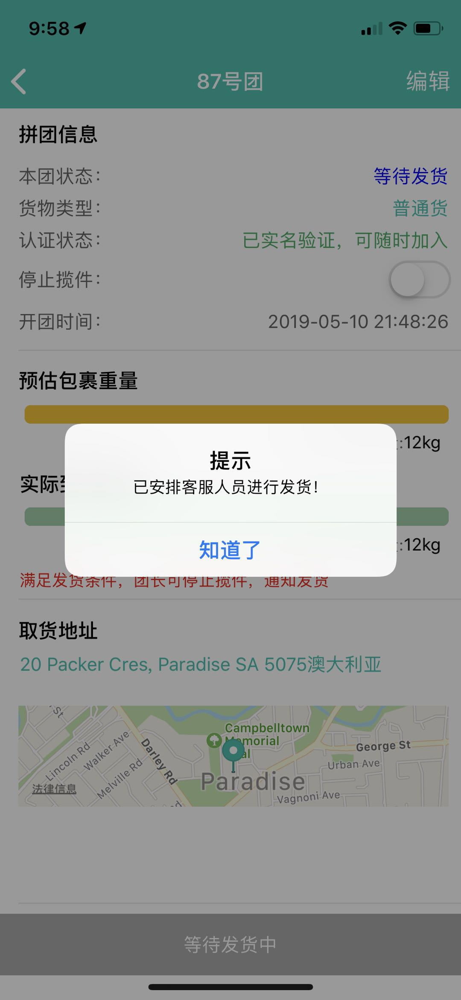 9:58
87号团
编辑
拼团信息
本团状态：
等待发货
货物类型：
普通货
认证状态：
已实名验证，可随时加入
停止揽件：
开团时间：
2019-05-10 21:48:26
预估包裹重量
:12kg
提示
已安排客服人员进行发货！
实际
:12kg
知道了
满足发货条件，团长可停止揽件，通知发货
取货地址
20 Packer Cres, Paradise SA 5075澳大利亚
St
Lincoln Rd
Walker Ave
Melville Rd
Darley Rd
Campbelltown
Memorial
al
George St
Urban Ave
Paradise
Vagnoni Ave
法律信息
等待发货中